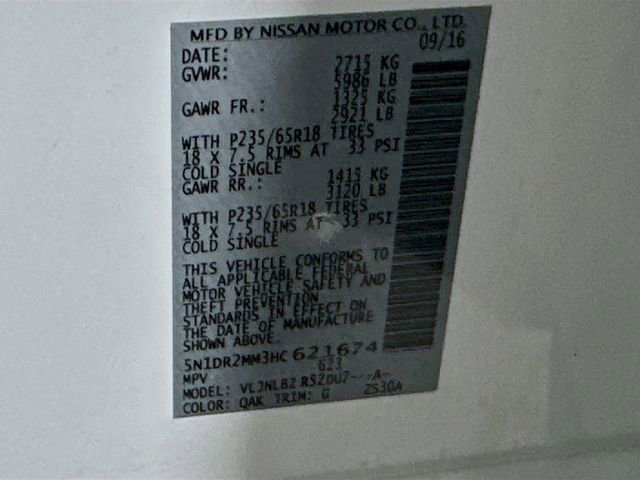 MFD BY NISSAN MOTOR CO., LTD.
DATE: 09/16
GVWR: 2715 KG
5986 LB
GAWR FR.: 1325 KG
2921 LB
WITH P235/65R18 TIRES
18 X 7.5 RIMS AT 33 PSI
COLD SINGLE
GAWR RR.: 1415 KG
3120 LB
WITH P235/65R18 TIRES
18 X 7.5 RIMS AT 33 PSI
COLD SINGLE
THIS VEHICLE CONFORMS TO
ALL APPLICABLE FEDERAL
MOTOR VEHICLE SAFETY AND
THEFT PREVENTION
STANDARDS IN EFFECT ON
THE DATE OF MANUFACTURE
SHOWN ABOVE.
5N1DR2MM3HC621674
MPV 623
MODEL:
COLOR: QAK TRIM: G ZS30A